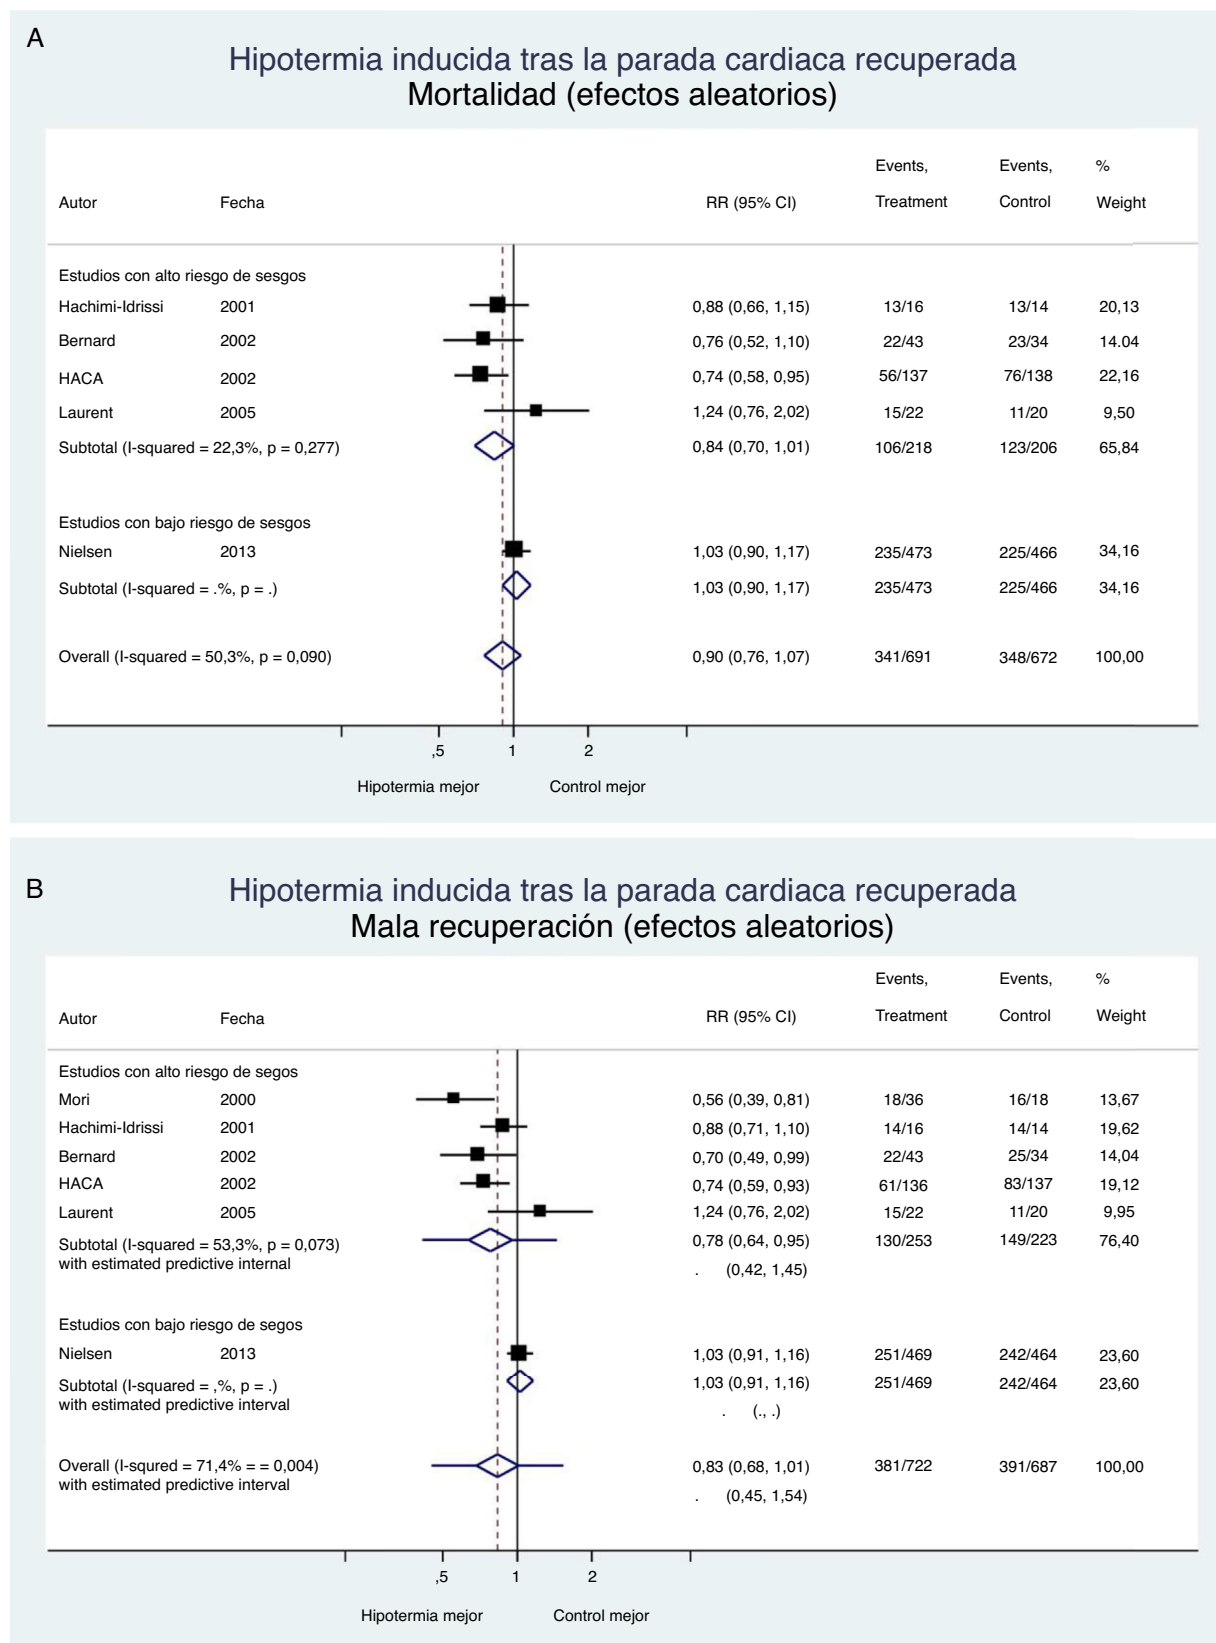 A
Hipotermia inducida tras la parada cardiaca recuperada
Mortalidad (efectos aleatorios)
Events, Events, %
Autor Fecha RR (95% CI) Treatment Control Weight
Estudios con alto riesgo de sesgos
Hachimi-Idrissi 2001 0,88 (0,66, 1,15) 13/16 13/14 20,13
Bernard 2002 0,76 (0,52, 1,10) 22/43 23/34 14.04
HACA 2002 0,74 (0,58, 0,95) 56/137 76/138 22,16
Laurent 2005 1,24 (0,76, 2,02) 15/22 11/20 9,50
Subtotal (I-squared = 22,3%, p = 0,277) 0,84 (0,70, 1,01) 106/218 123/206 65,84
Estudios con bajo riesgo de sesgos
Nielsen 2013 1,03 (0,90, 1,17) 235/473 225/466 34,16
Subtotal (I-squared = .%, p = .) 1,03 (0,90, 1,17) 235/473 225/466 34,16
Overall (I-squared = 50,3%, p = 0,090) 0,90 (0,76, 1,07) 341/691 348/672 100,00
,5 1 2
Hipotermia mejor Control mejor
B
Hipotermia inducida tras la parada cardiaca recuperada
Mala recuperación (efectos aleatorios)
Events, Events, %
Autor Fecha RR (95% CI) Treatment Control Weight
Estudios con alto riesgo de segos
Mori 2000 0,56 (0,39, 0,81) 18/36 16/18 13,67
Hachimi-Idrissi 2001 0,88 (0,71, 1,10) 14/16 14/14 19,62
Bernard 2002 0,70 (0,49, 0,99) 22/43 25/34 14,04
HACA 2002 0,74 (0,59, 0,93) 61/136 83/137 19,12
Laurent 2005 1,24 (0,76, 2,02) 15/22 11/20 9,95
Subtotal (I-squared = 53,3%, p = 0,073) 0,78 (0,64, 0,95) 130/253 149/223 76,40
with estimated predictive internal . (0,42, 1,45)
Estudios con bajo riesgo de segos
Nielsen 2013 1,03 (0,91, 1,16) 251/469 242/464 23,60
Subtotal (I-squared = ,%, p = .) 1,03 (0,91, 1,16) 251/469 242/464 23,60
with estimated predictive interval . (., .)
Overall (I-squred = 71,4% = = 0,004) 0,83 (0,68, 1,01) 381/722 391/687 100,00
with estimated predictive interval . (0,45, 1,54)
,5 1 2
Hipotermia mejor Control mejor